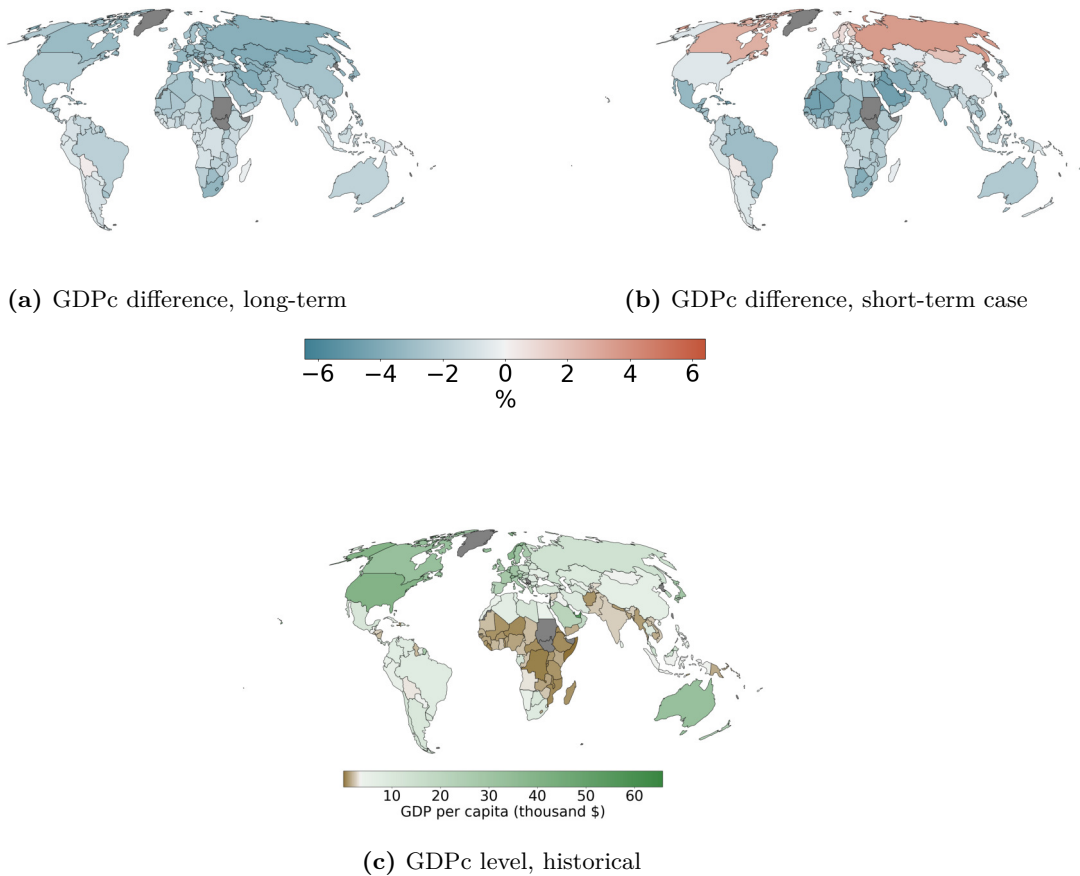 (a) GDPc difference, long-term
(b) GDPc difference, short-term case
−6 −4 −2 0 2 4 6
%
10 20 30 40 50 60
GDP per capita (thousand $)
(c) GDPc level, historical